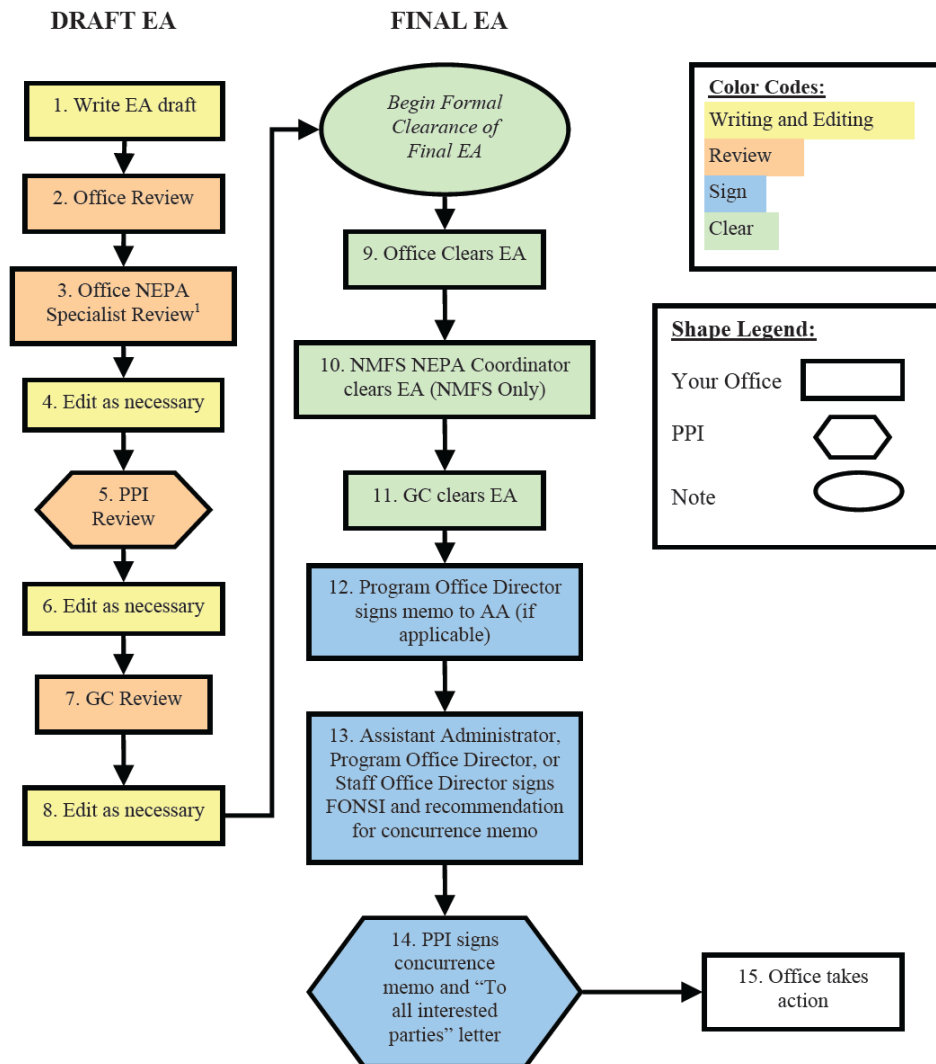 DRAFT EA
1. Write EA draft
2. Office Review
3. Office NEPA
Specialist Review¹
4. Edit as necessary
5. PPI
Review
6. Edit as necessary
7. GC Review
8. Edit as necessary
FINAL EA
Begin Formal
Clearance of
Final EA
9. Office Clears EA
10. NMFS NEPA Coordinator
clears EA (NMFS Only)
11. GC clears EA
12. Program Office Director
signs memo to AA (if
applicable)
13. Assistant Administrator,
Program Office Director, or
Staff Office Director signs
FONSI and recommendation
for concurrence memo
14. PPI signs
concurrence
memo and “To
all interested
parties” letter
15. Office takes
action
Color Codes:
Writing and Editing
Review
Sign
Clear
Shape Legend:
Your Office
PPI
Note